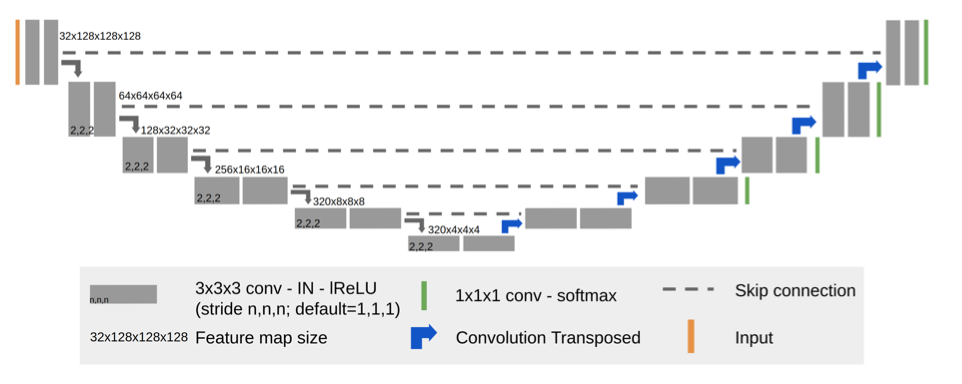 32x128x128x128
64x64x64x64
2,2,2
128x32x32x32
2,2,2
256x16x16x16
2,2,2
320x8x8x8
2,2,2
320x4x4x4
2,2,2
3x3x3 conv - IN - lReLU
n,n,n
(stride n,n,n; default=1,1,1)
1x1x1 conv - softmax
Skip connection
32x128x128x128 Feature map size
Convolution Transposed
Input